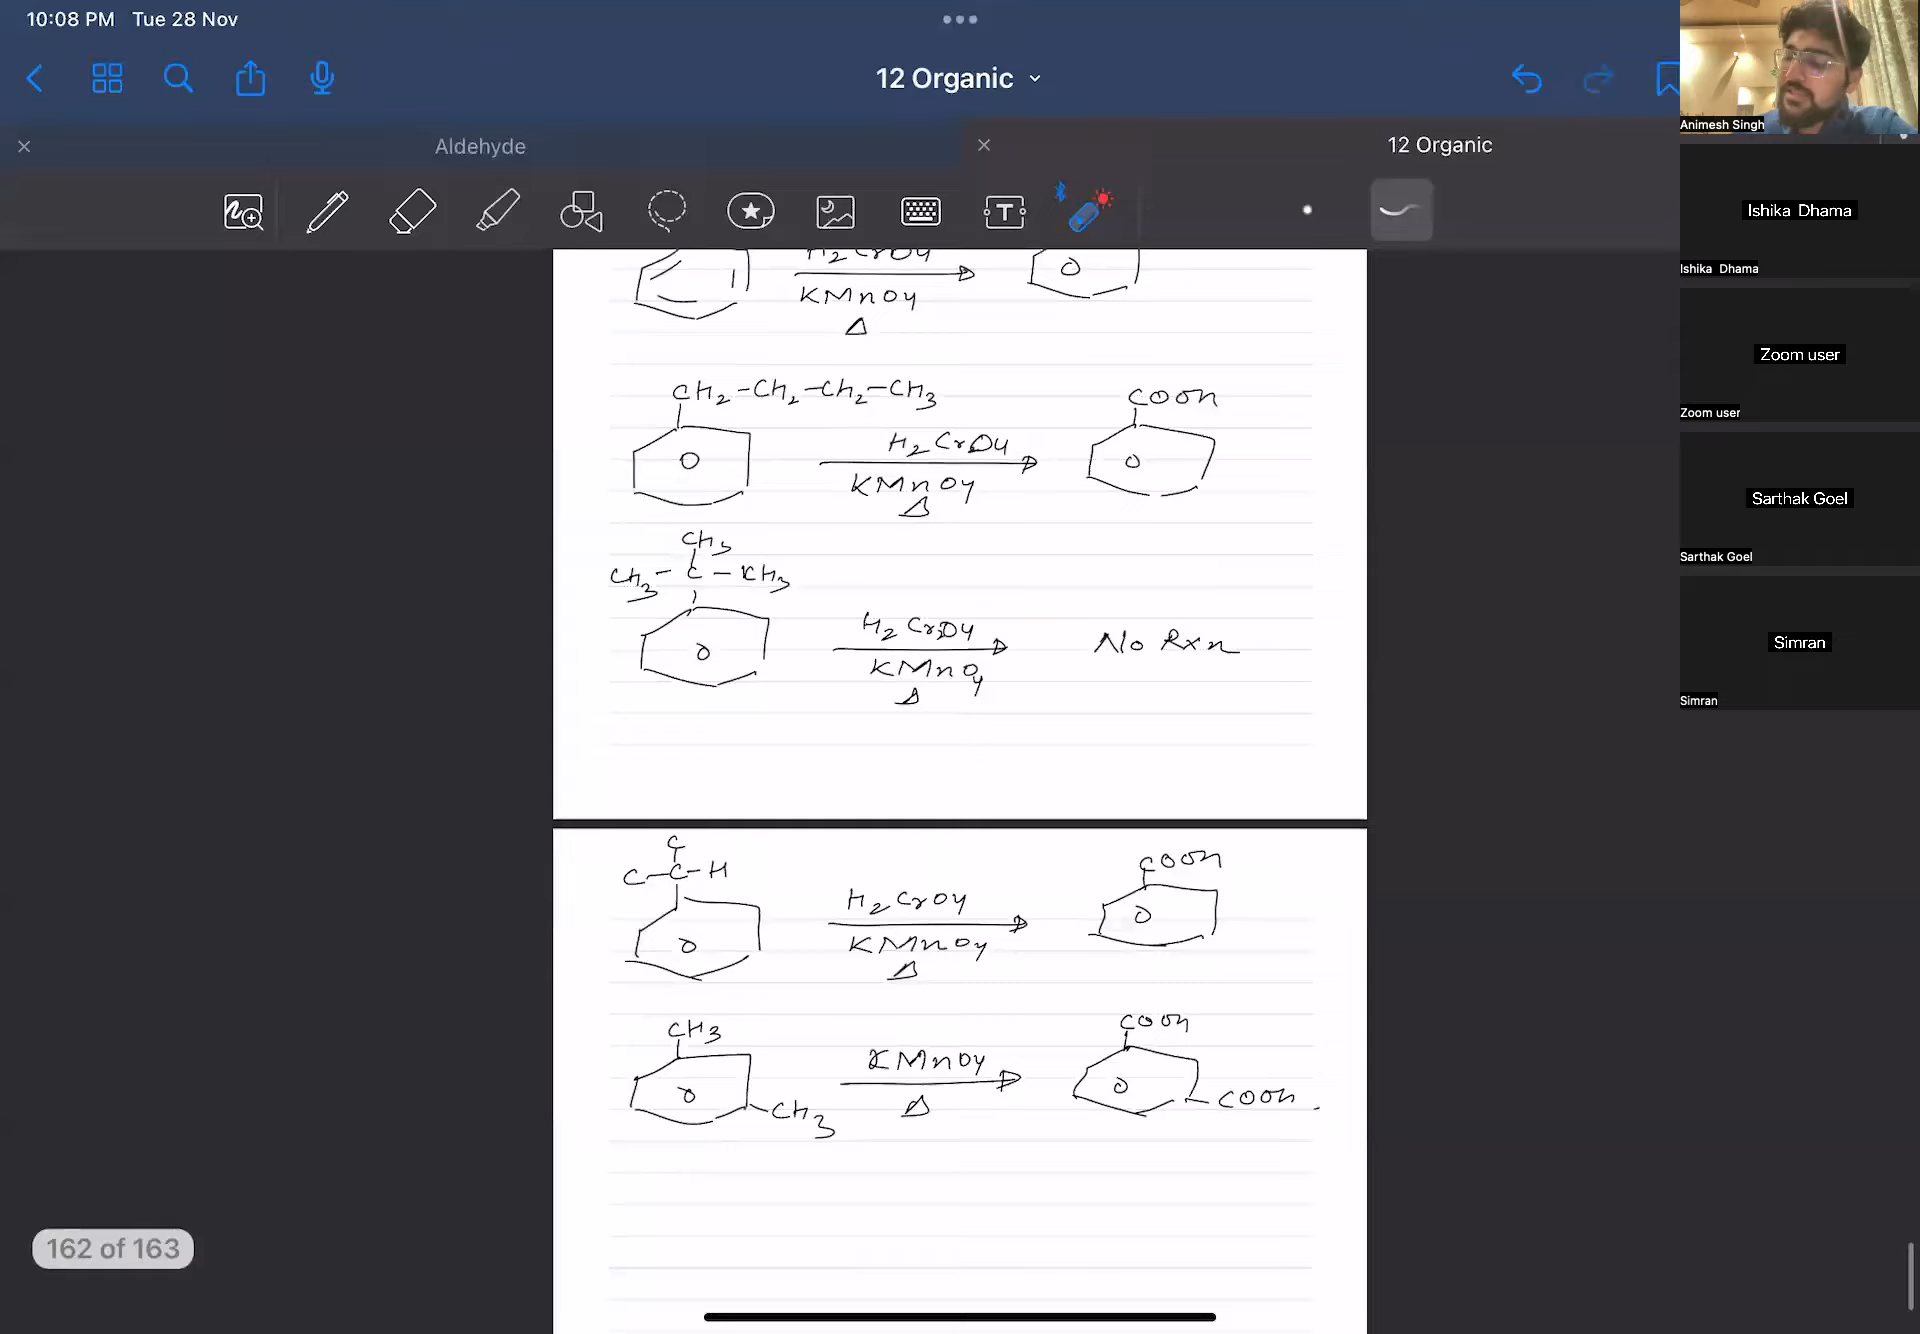 10:08 PM Tue 28 Nov
12 Organic
Aldehyde
12 Organic
H2CrO4
KMnO4
Δ
CH2-CH2-CH2-CH3
COOH
H2CrO4
KMnO4
Δ
CH3
CH3-C-CH3
H2CrO4
KMnO4
Δ
No Rxn
C
C-C-H
COOH
H2CrO4
KMnO4
Δ
CH3
COOH
KMnO4
Δ
CH3
COOH
162 of 163
Animesh Singh
Ishika Dhama
Ishika Dhama
Zoom user
Zoom user
Sarthak Goel
Sarthak Goel
Simran
Simran